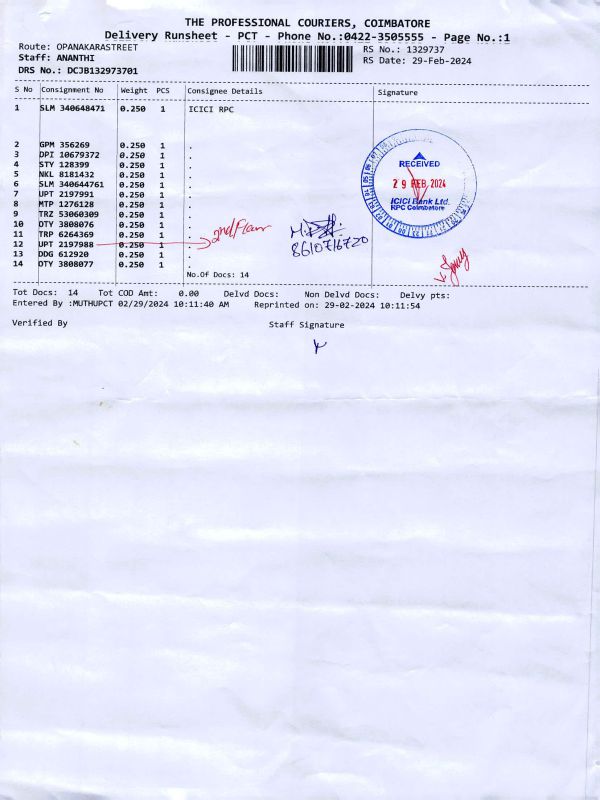 THE PROFESSIONAL COURIERS, COIMBATORE
Delivery Runsheet - PCT - Phone No.:0422-3505555 - Page No.:1
Route: OPANAKARASTREET RS No.: 1329737
Staff: ANANTHI RS Date: 29-Feb-2024
DRS No.: DCJB132973701
S No Consignment No Weight PCS Consignee Details Signature
1 SLM 340648471 0.250 1 ICICI RPC
2 GPM 356269 0.250 1 .
3 DPI 10679372 0.250 1 .
4 STY 128399 0.250 1 .
5 NKL 8181432 0.250 1 .
6 SLM 340644761 0.250 1 .
7 UPT 2197991 0.250 1 .
8 MTP 1276128 0.250 1 .
9 TRZ 53060309 0.250 1 .
10 DTY 3808076 0.250 1 .
11 TRP 6264369 0.250 1 .
12 UPT 2197988 0.250 1 .
13 DDG 612920 0.250 1 .
14 DTY 3808077 0.250 1 .
2nd Floor
8610716720
RECEIVED
29 FEB 2024
ICICI Bank Ltd.
RPC Coimbatore
No.Of Docs: 14
Tot Docs: 14 Tot COD Amt: 0.00 Delvd Docs: Non Delvd Docs: Delvy pts:
Entered By :MUTHUPCT 02/29/2024 10:11:40 AM Reprinted on: 29-02-2024 10:11:54
Verified By Staff Signature